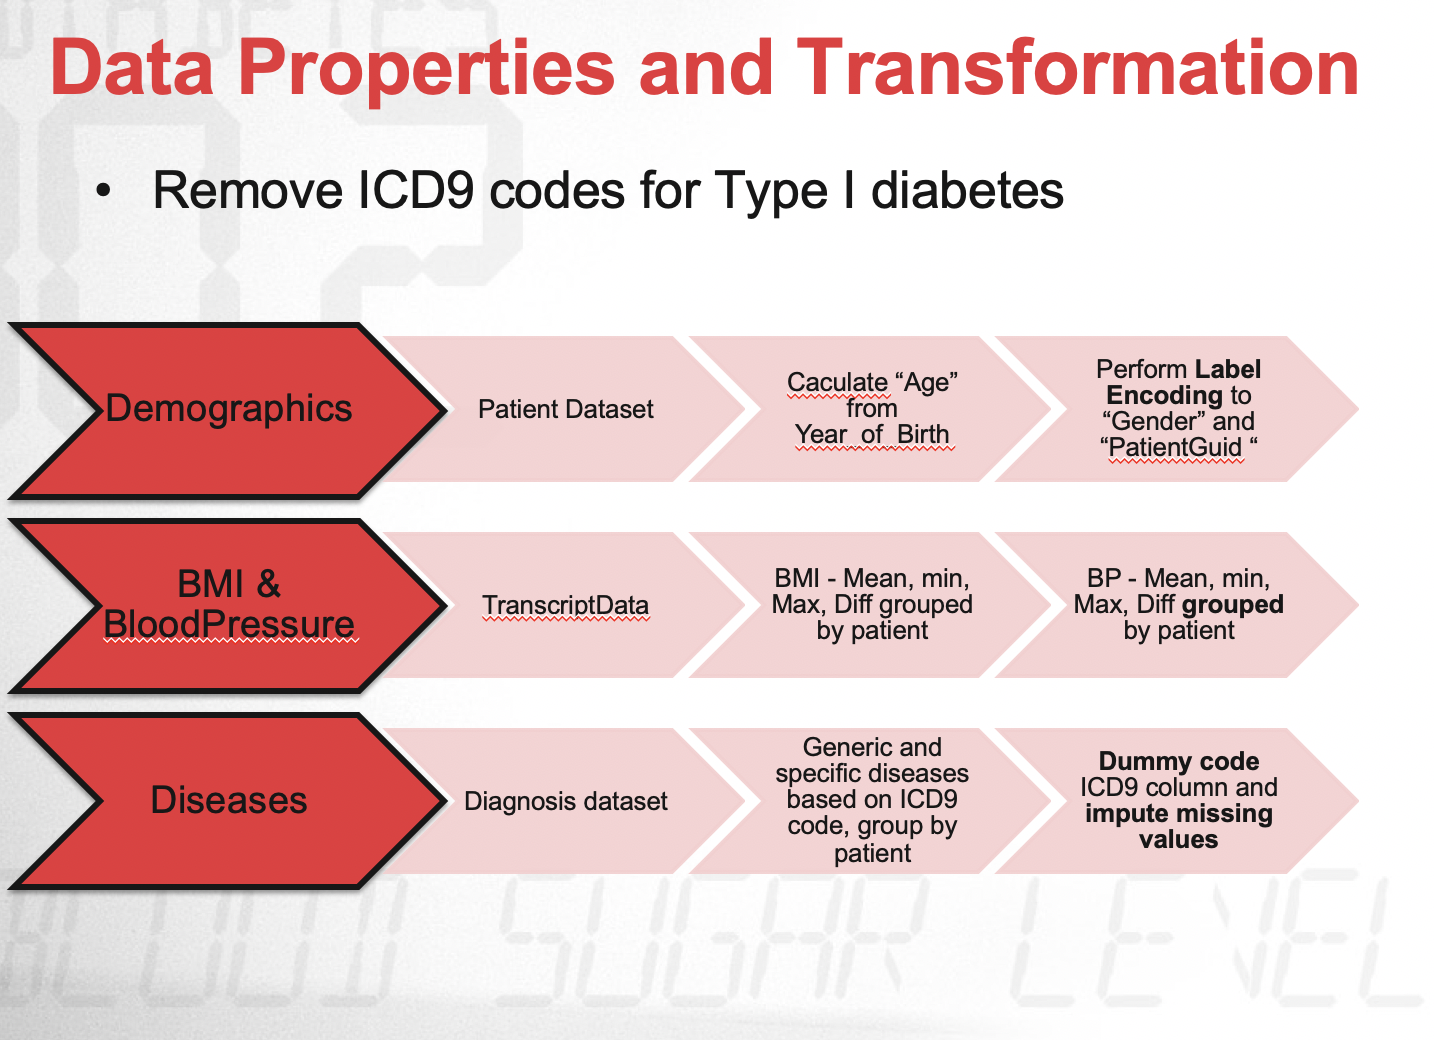 Data Properties and Transformation
• Remove ICD9 codes for Type I diabetes
Demographics
Patient Dataset
Caculate “Age”
from
Year_of_Birth
Perform Label
Encoding to
“Gender” and
“PatientGuid “
BMI &
BloodPressure
TranscriptData
BMI - Mean, min,
Max, Diff grouped
by patient
BP - Mean, min,
Max, Diff grouped
by patient
Diseases
Diagnosis dataset
Generic and
specific diseases
based on ICD9
code, group by
patient
Dummy code
ICD9 column and
impute missing
values
BLOOD SUGAR LEVEL